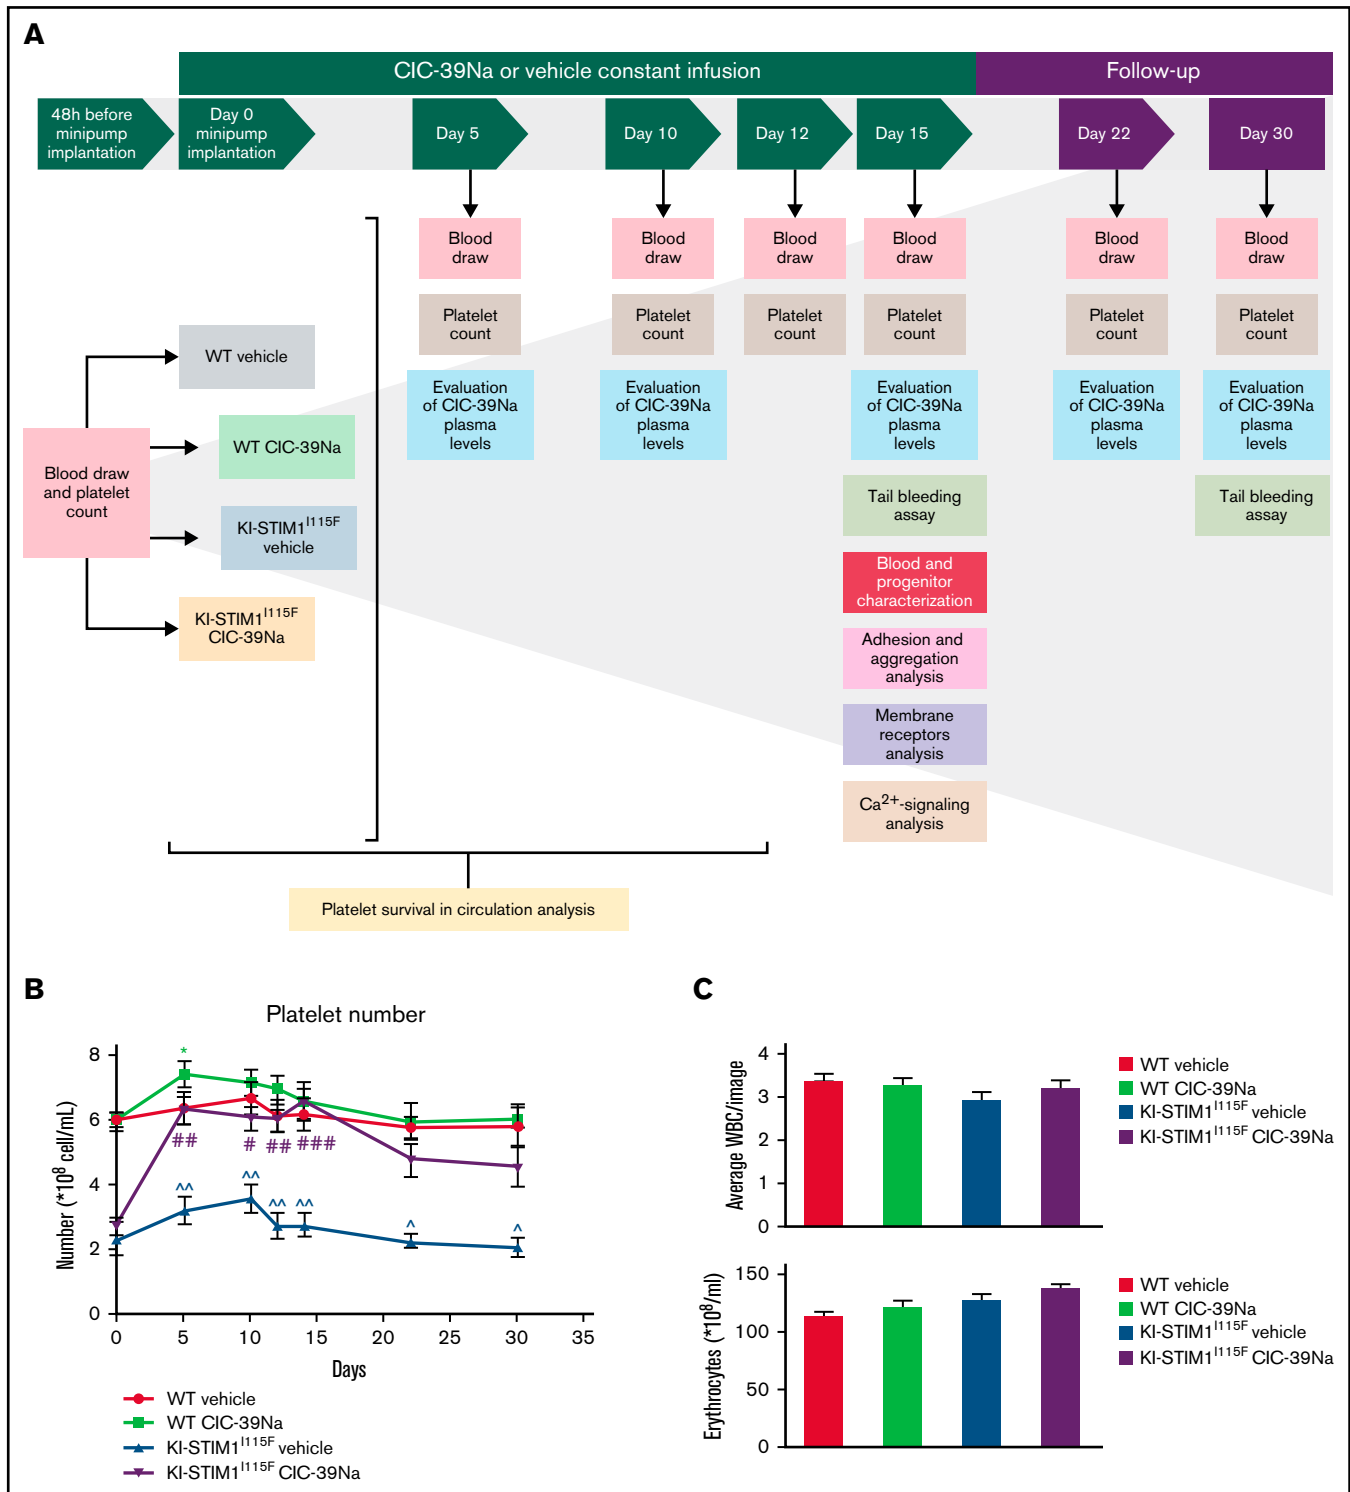 A
CIC-39Na or vehicle constant infusion
Follow-up
48h before
minipump
implantation
Day 0
minipump
implantation
Day 5
Day 10
Day 12
Day 15
Day 22
Day 30
Blood
draw
Blood
draw
Blood
draw
Blood
draw
Blood
draw
Blood
draw
Platelet
count
Platelet
count
Platelet
count
Platelet
count
Platelet
count
Platelet
count
Evaluation
of CIC-39Na
plasma
levels
Evaluation
of CIC-39Na
plasma
levels
Evaluation
of CIC-39Na
plasma
levels
Evaluation
of CIC-39Na
plasma
levels
Evaluation
of CIC-39Na
plasma
levels
Tail bleeding
assay
Tail bleeding
assay
Blood and
progenitor
characterization
Adhesion and
aggregation
analysis
Membrane
receptors
analysis
Ca2+-signaling
analysis
Blood draw
and platelet
count
WT vehicle
WT CIC-39Na
KI-STIM1I115F
vehicle
KI-STIM1I115F
CIC-39Na
Platelet survival in circulation analysis
B
Platelet number
Number (*10⁸ cell/mL)
8
6
4
2
0
*
##
#
##
###
^^
^^
^^
^^
^
^
0
5
10
15
20
25
30
35
Days
WT vehicle
WT CIC-39Na
KI-STIM1I115F vehicle
KI-STIM1I115F CIC-39Na
C
Average WBC/image
4
3
2
1
0
WT vehicle
WT CIC-39Na
KI-STIM1I115F vehicle
KI-STIM1I115F CIC-39Na
Erythrocytes (*10⁸/ml)
150
100
50
0
WT vehicle
WT CIC-39Na
KI-STIM1I115F vehicle
KI-STIM1I115F CIC-39Na